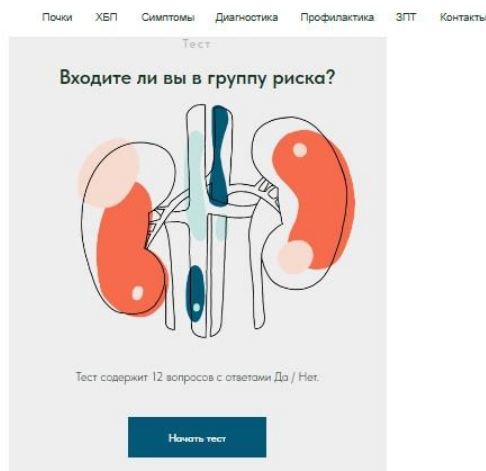 Почки ХБП Симптомы Диагностика Профилактика ЗПТ Контакты
Тест
Входите ли вы в группу риска?
Тест содержит 12 вопросов с ответами Да / Нет.
Начать тест